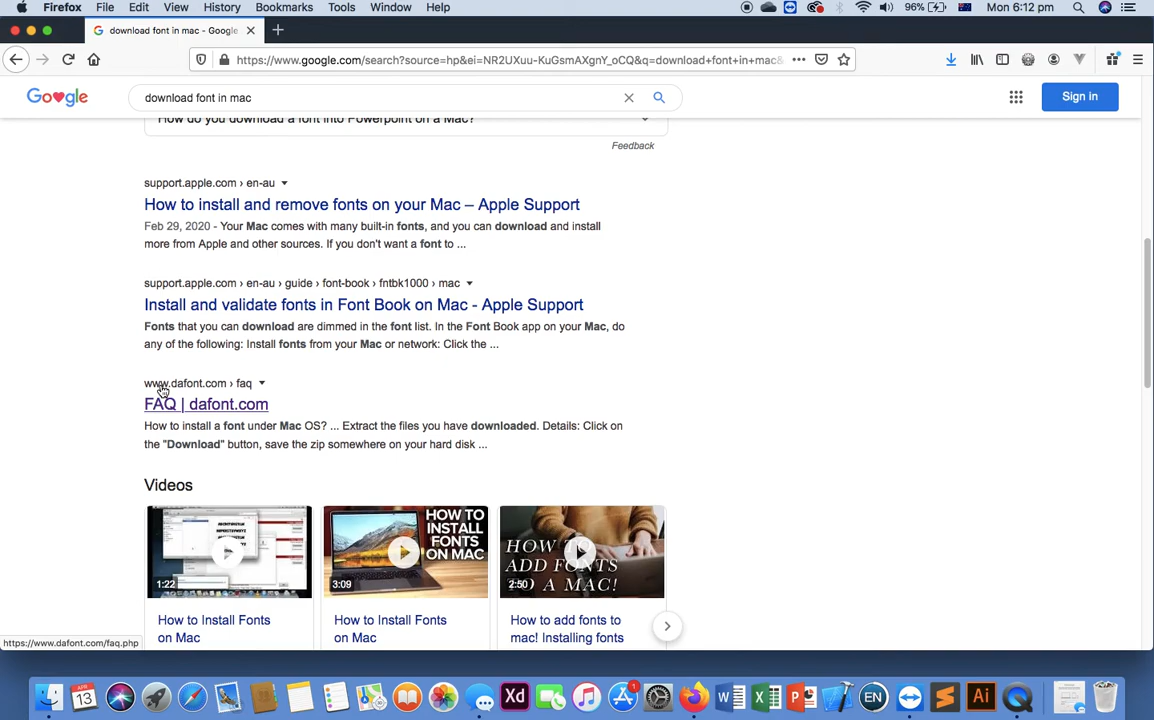 Firefox File Edit View History Bookmarks Tools Window Help 96% Mon 6:12 pm
download font in mac - Google
https://www.google.com/search?source=hp&ei=NR2UXuu-KuGsmAXgnY_oCQ&q=download+font+in+mac&
Google download font in mac Sign in
How do you download a font into Powerpoint on a Mac?
Feedback
support.apple.com › en-au
How to install and remove fonts on your Mac – Apple Support
Feb 29, 2020 - Your Mac comes with many built-in fonts, and you can download and install
more from Apple and other sources. If you don't want a font to ...
support.apple.com › en-au › guide › font-book › fntbk1000 › mac
Install and validate fonts in Font Book on Mac - Apple Support
Fonts that you can download are dimmed in the font list. In the Font Book app on your Mac, do
any of the following: Install fonts from your Mac or network: Click the ...
www.dafont.com › faq
FAQ | dafont.com
How to install a font under Mac OS? ... Extract the files you have downloaded. Details: Click on
the "Download" button, save the zip somewhere on your hard disk ...
Videos
HOW TO
INSTALL
FONTS
ON MAC
HOW TO
ADD FONTS
TO A MAC!
1:22 3:09 2:50
How to Install Fonts
on Mac
How to Install Fonts
on Mac
How to add fonts to
mac! Installing fonts
https://www.dafont.com/faq.php
APR
13
Xd
1
W
X
P
EN
Ai